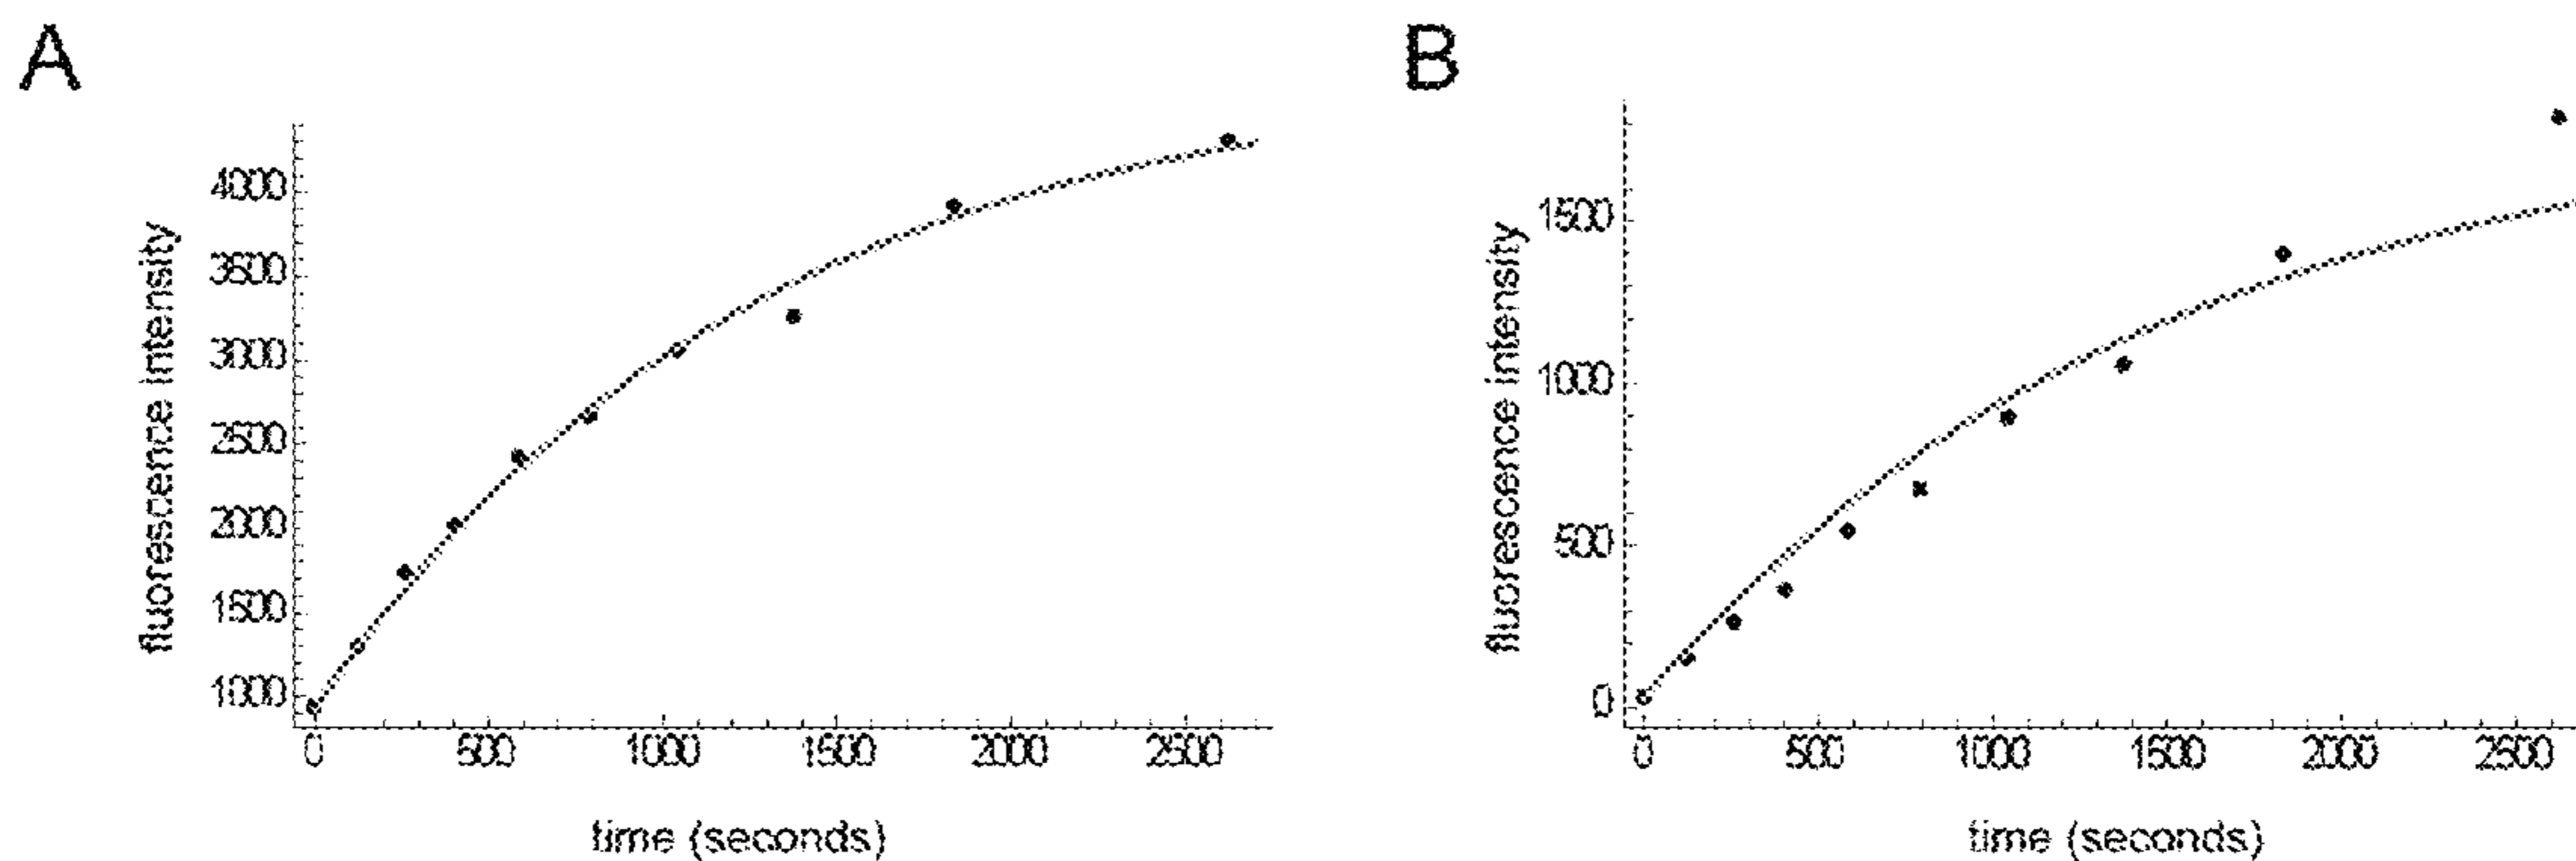 A
fluorescence intensity
4000
3500
3000
2500
2000
1500
1000
0 500 1000 1500 2000 2500
time (seconds)
B
fluorescence intensity
1500
1000
500
0
0 500 1000 1500 2000 2500
time (seconds)